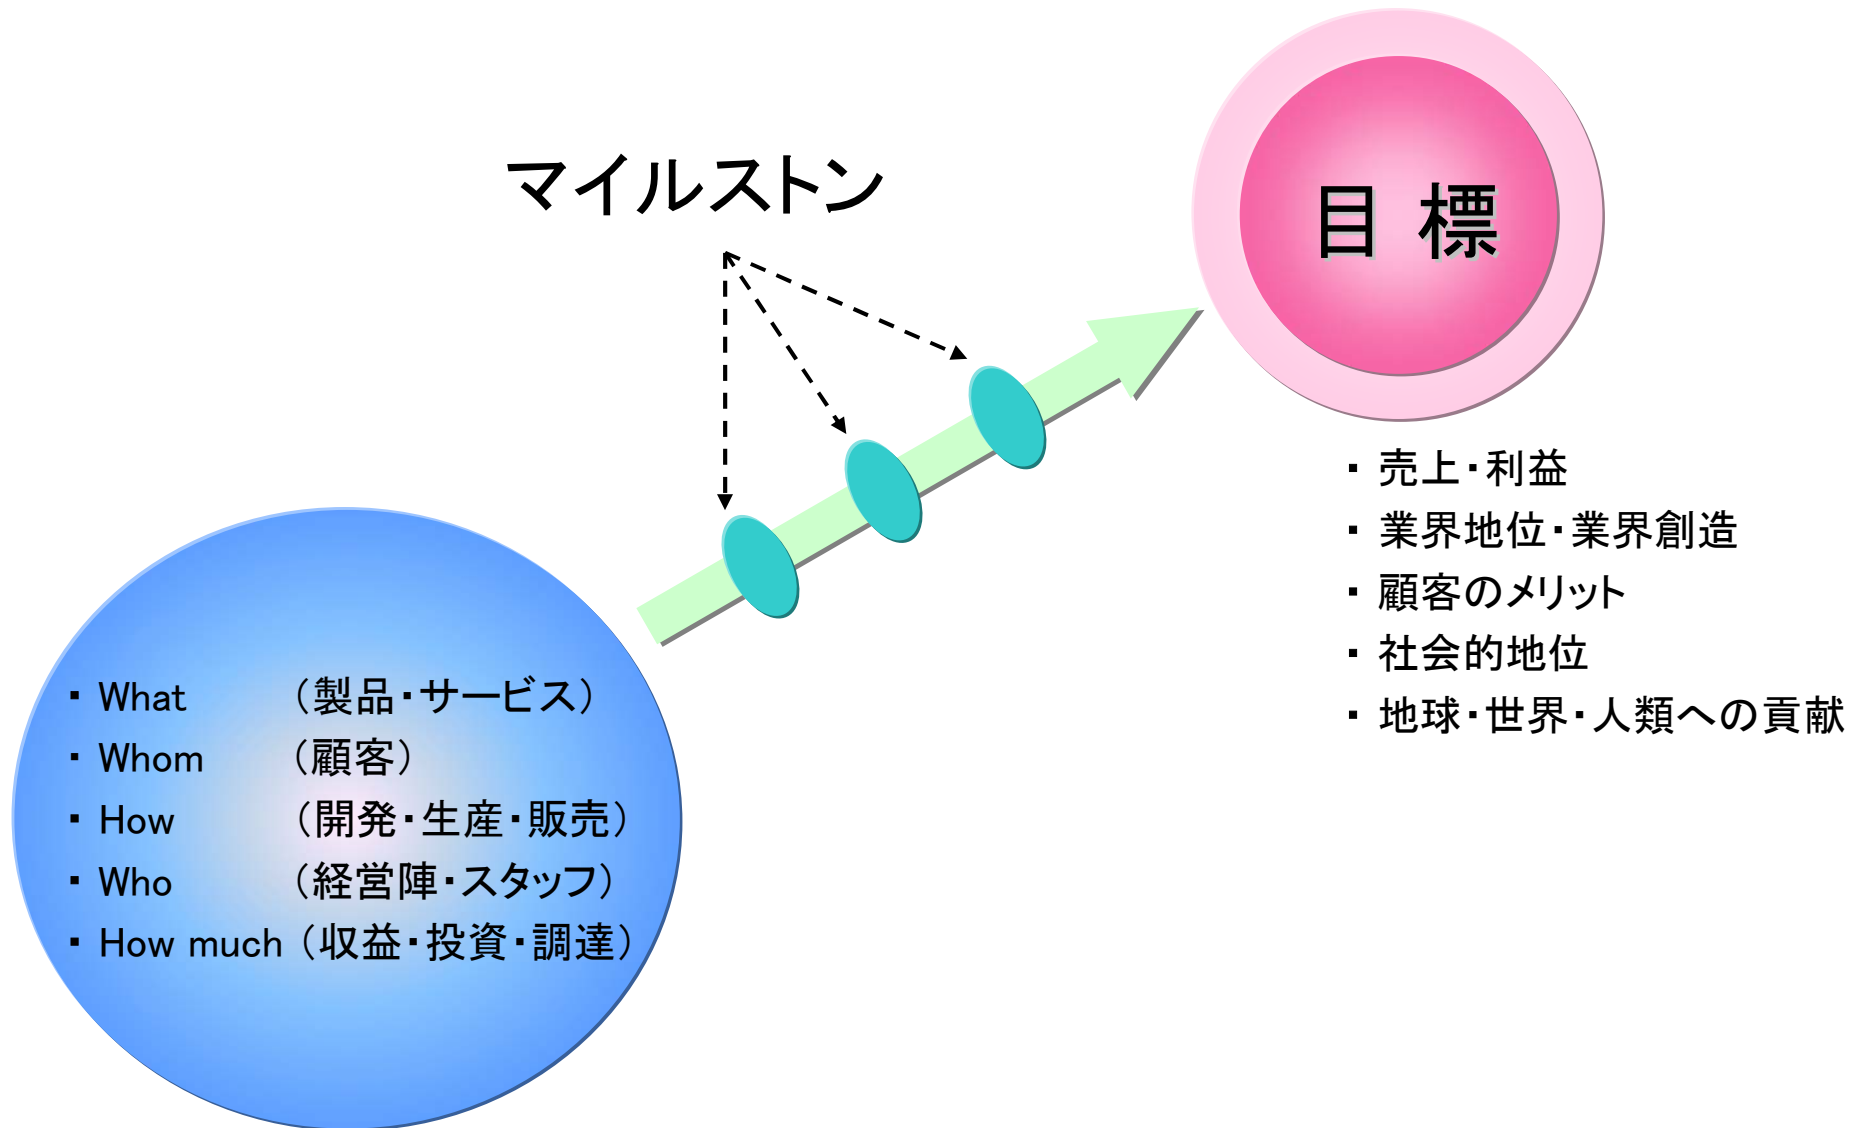 マイルストン
目 標
・ 売上・利益
・ 業界地位・業界創造
・ 顧客のメリット
・ 社会的地位
・ 地球・世界・人類への貢献
・ What （製品・サービス）
・ Whom （顧客）
・ How （開発・生産・販売）
・ Who （経営陣・スタッフ）
・ How much （収益・投資・調達）